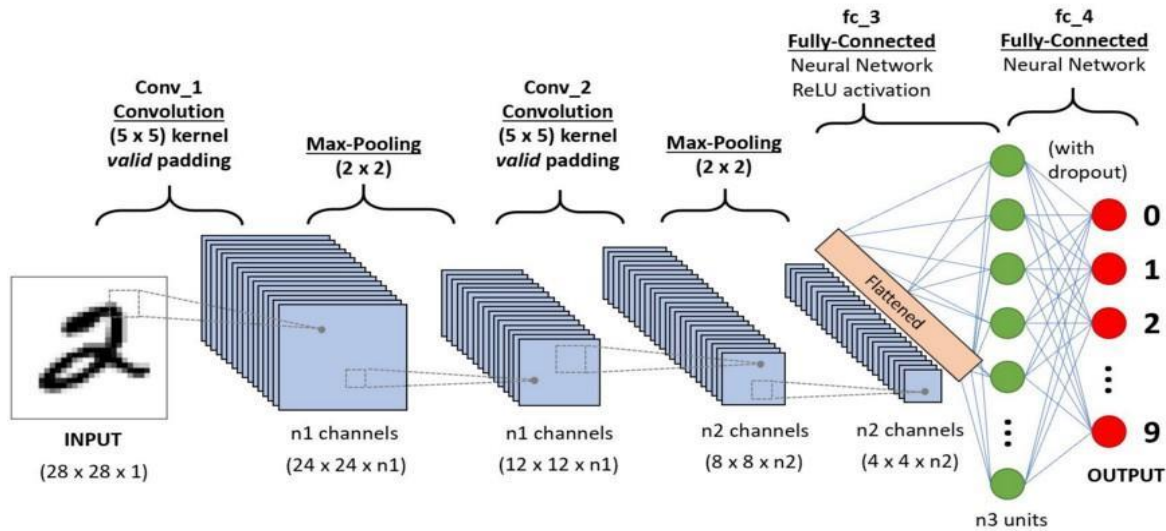 fc_3
Fully-Connected
Neural Network
ReLU activation
fc_4
Fully-Connected
Neural Network
Conv_1
Convolution
(5 x 5) kernel
valid padding
Max-Pooling
(2 x 2)
Conv_2
Convolution
(5 x 5) kernel
valid padding
Max-Pooling
(2 x 2)
(with
dropout)
Flattened
0
1
2
9
2
INPUT
(28 x 28 x 1)
n1 channels
(24 x 24 x n1)
n1 channels
(12 x 12 x n1)
n2 channels
(8 x 8 x n2)
n2 channels
(4 x 4 x n2)
n3 units
OUTPUT